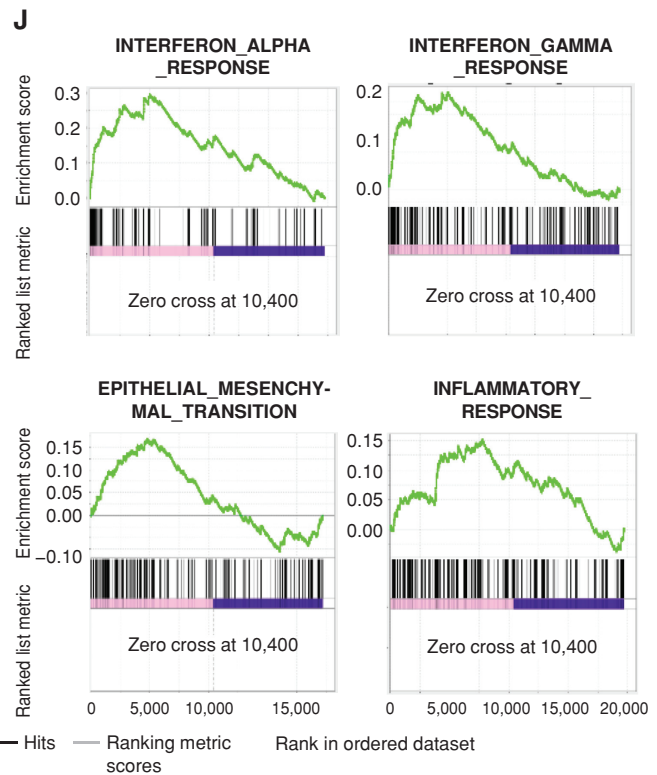 J
INTERFERON_ALPHA
_RESPONSE
INTERFERON_GAMMA
_RESPONSE
Enrichment score
0.3
0.2
0.1
0.0
0.2
0.1
0.0
Ranked list metric
Zero cross at 10,400
Zero cross at 10,400
EPITHELIAL_MESENCHY-
MAL_TRANSITION
INFLAMMATORY_
RESPONSE
Enrichment score
0.15
0.10
0.05
0.00
−0.10
0.15
0.10
0.05
0.00
Ranked list metric
Zero cross at 10,400
Zero cross at 10,400
0 5,000 10,000 15,000
0 5,000 10,000 15,000 20,000
Hits
Ranking metric
scores
Rank in ordered dataset